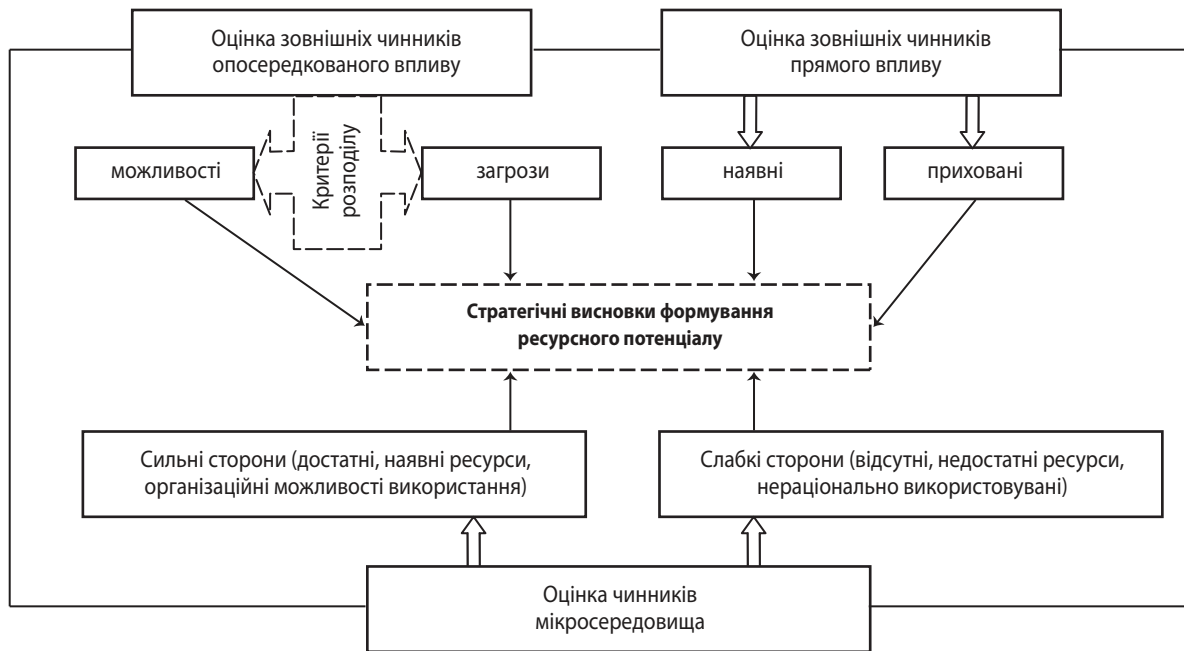 Оцінка зовнішніх чинників
опосередкованого впливу
Оцінка зовнішніх чинників
прямого впливу
можливості
Критерії
розподілу
загрози
наявні
приховані
Стратегічні висновки формування
ресурсного потенціалу
Сильні сторони (достатні, наявні ресурси,
організаційні можливості використання)
Слабкі сторони (відсутні, недостатні ресурси,
нераціонально використовувані)
Оцінка чинників
мікросередовища